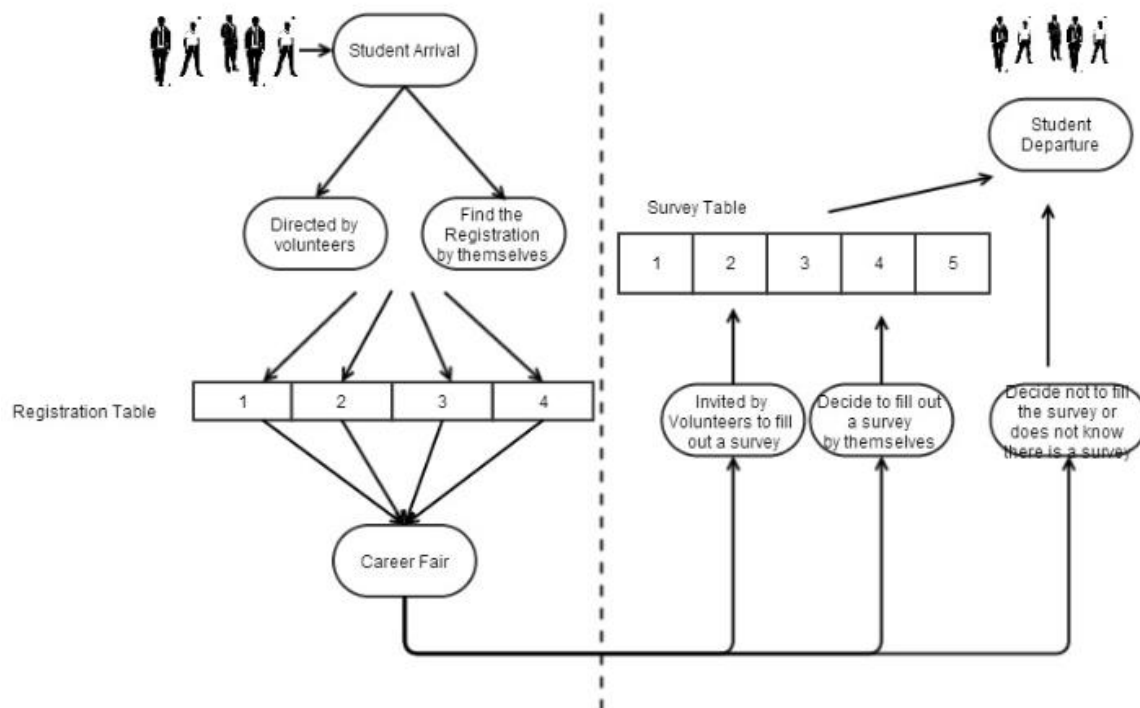 Student Arrival
Directed by
volunteers
Find the
Registration
by themselves
Registration Table
1
2
3
4
Career Fair
Student
Departure
Survey Table
1
2
3
4
5
Invited by
Volunteers to fill
out a survey
Decide to fill out
a survey
by themselves
Decide not to fill
the survey or
does not know
there is a survey